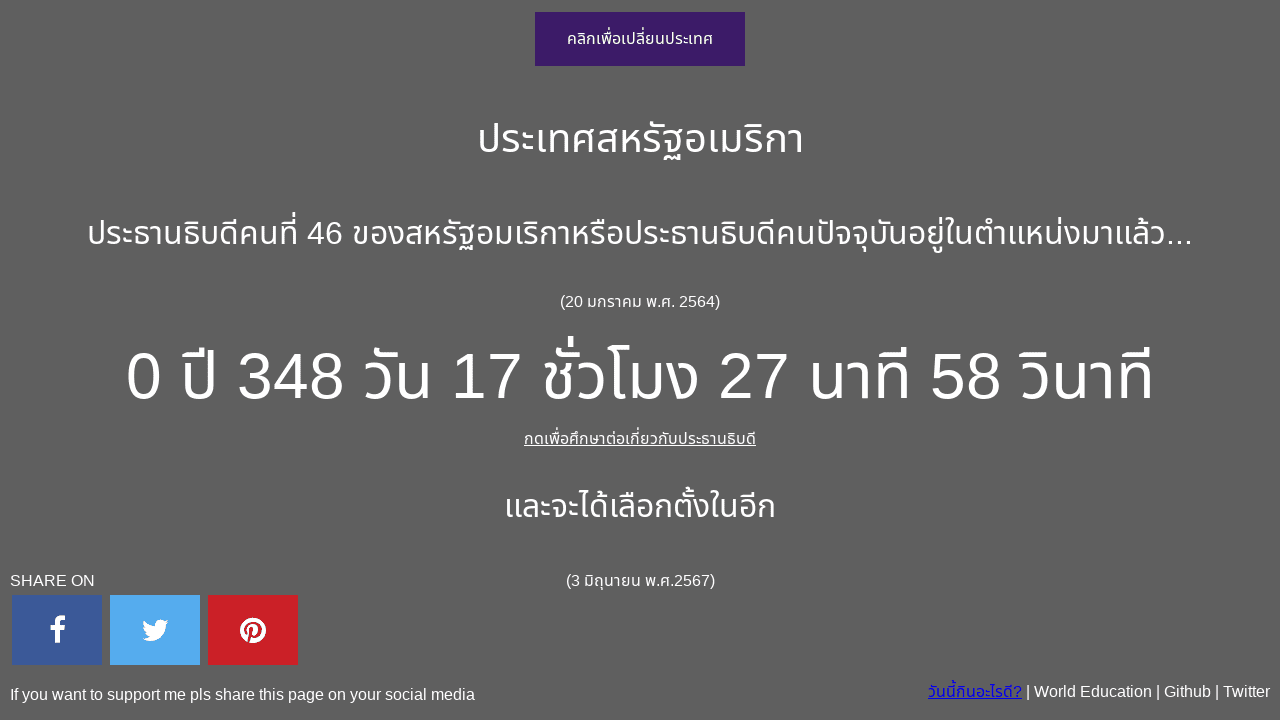 คลิกเพื่อเปลี่ยนประเทศ
ประเทศสหรัฐอเมริกา
ประธานธิบดีคนที่ 46 ของสหรัฐอมเริกาหรือประธานธิบดีคนปัจจุบันอยู่ในตำแหน่งมาแล้ว...
(20 มกราคม พ.ศ. 2564)
0 ปี 348 วัน 17 ชั่วโมง 27 นาที 58 วินาที
กดเพื่อศึกษาต่อเกี่ยวกับประธานธิบดี
และจะได้เลือกตั้งในอีก
(3 มิถุนายน พ.ศ.2567)
SHARE ON
If you want to support me pls share this page on your social media
วันนี้กินอะไรดี? | World Education | Github | Twitter